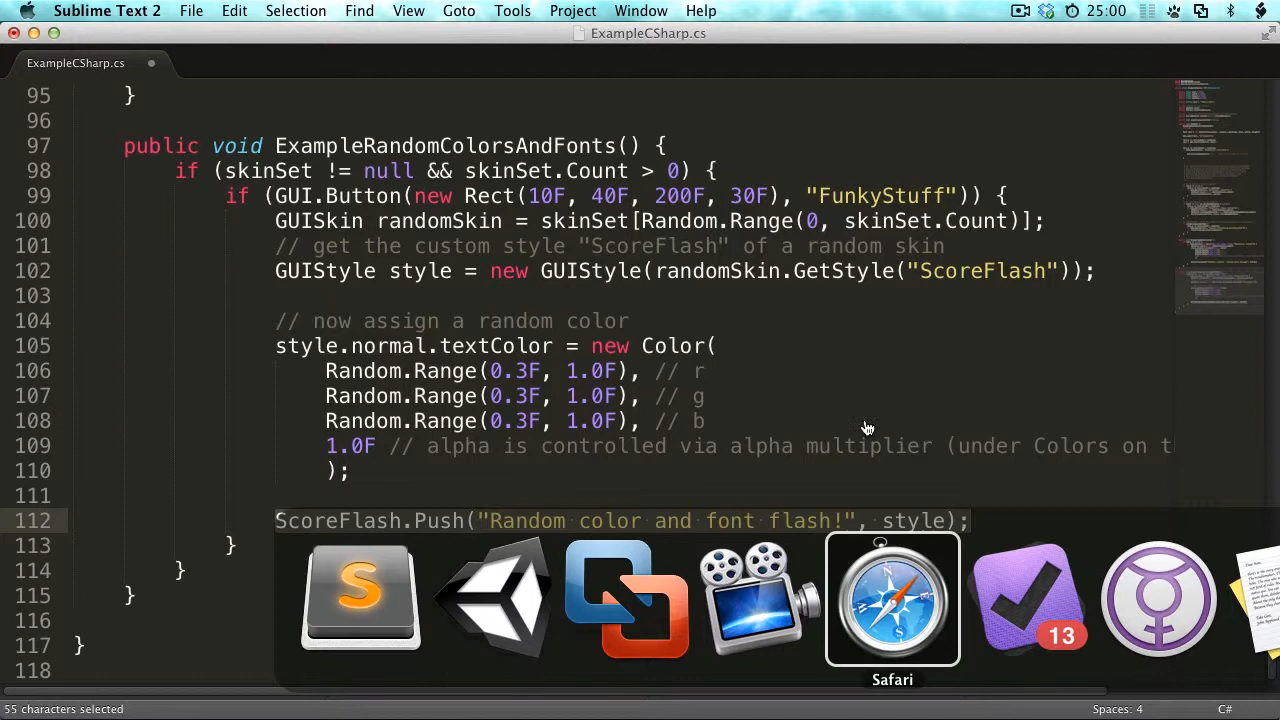 Sublime Text 2 File Edit Selection Find View Goto Tools Project Window Help 25:00
ExampleCSharp.cs
ExampleCSharp.cs
95 }
96
97 public void ExampleRandomColorsAndFonts() {
98 if (skinSet != null && skinSet.Count > 0) {
99 if (GUI.Button(new Rect(10F, 40F, 200F, 30F), "FunkyStuff")) {
100 GUISkin randomSkin = skinSet[Random.Range(0, skinSet.Count)];
101 // get the custom style "ScoreFlash" of a random skin
102 GUIStyle style = new GUIStyle(randomSkin.GetStyle("ScoreFlash"));
103
104 // now assign a random color
105 style.normal.textColor = new Color(
106 Random.Range(0.3F, 1.0F), // r
107 Random.Range(0.3F, 1.0F), // g
108 Random.Range(0.3F, 1.0F), // b
109 1.0F // alpha is controlled via alpha multiplier (under Colors on t
110 );
111
112 ScoreFlash.Push("Random color and font flash!", style);
113 }
114 }
115 }
116
117 }
118
S
13
Safari
55 characters selected Spaces: 4 C#